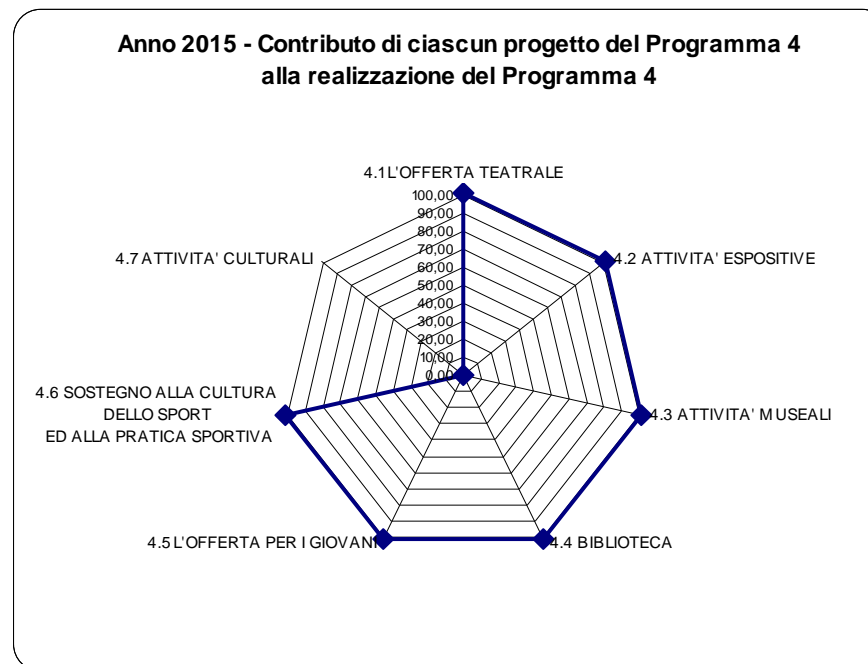 Anno 2015 - Contributo di ciascun progetto del Programma 4
alla realizzazione del Programma 4
4.1 L'OFFERTA TEATRALE
100,00
90,00
80,00
70,00
60,00
50,00
40,00
30,00
20,00
10,00
0,00
4.2 ATTIVITA' ESPOSITIVE
4.3 ATTIVITA' MUSEALI
4.4 BIBLIOTECA
4.5 L'OFFERTA PER I GIOVANI
4.6 SOSTEGNO ALLA CULTURA
DELLO SPORT
ED ALLA PRATICA SPORTIVA
4.7 ATTIVITA' CULTURALI